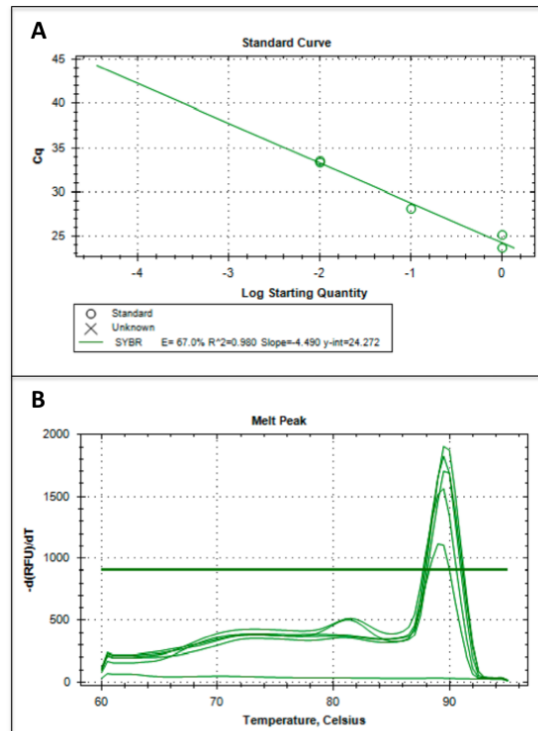 A
Standard Curve
45
40
35
30
25
Cq
-4 -3 -2 -1 0
Log Starting Quantity
Standard
Unknown
SYBR E= 67.0% R^2=0.980 Slope=-4.490 y-int=24.272
B
Melt Peak
2000
1500
1000
500
0
-d(RFU)/dT
60 70 80 90
Temperature, Celsius